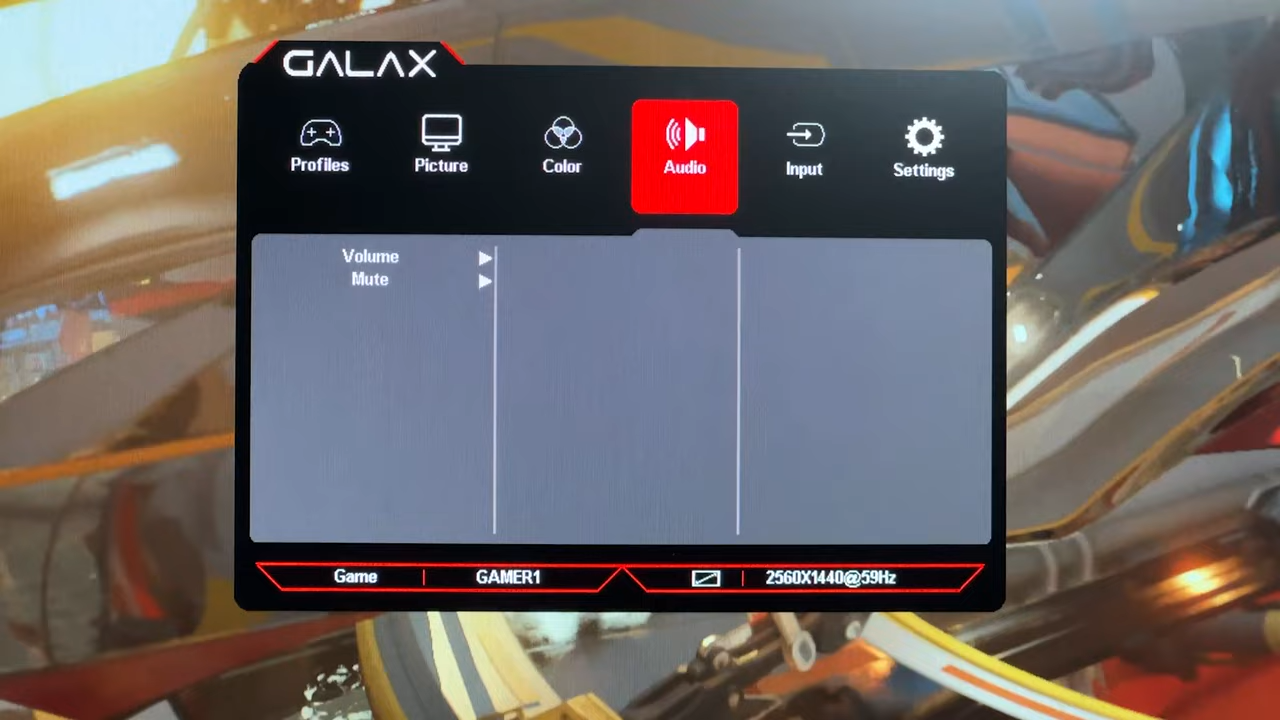 GALAX
Profiles
Picture
Color
Audio
Input
Settings
Volume
Mute
Game
GAMER1
2560X1440@59Hz